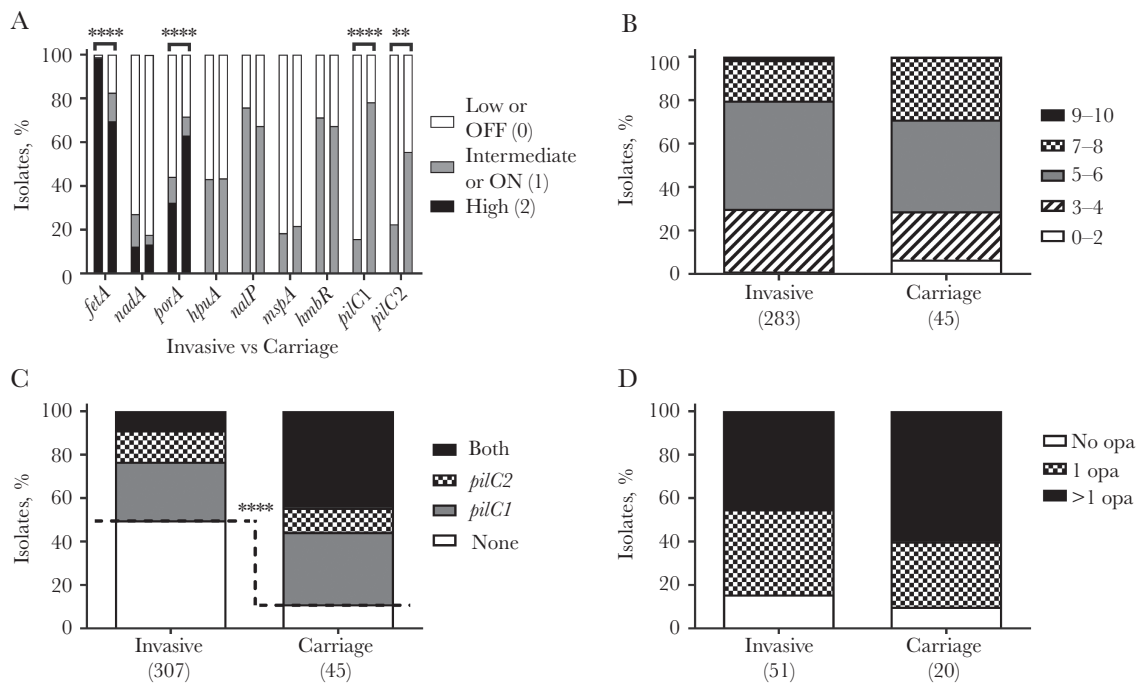 A
**** **** **** **
100
80
60
40
20
0
Isolates, %
fetA
nadA
porA
hpuA
nalP
mspA
hmbR
pilC1
pilC2
Invasive vs Carriage
Low or
OFF (0)
Intermediate
or ON (1)
High (2)
B
100
80
60
40
20
0
Isolates, %
Invasive
(283)
Carriage
(45)
9–10
7–8
5–6
3–4
0–2
C
100
80
60
40
20
0
Isolates, %
****
Invasive
(307)
Carriage
(45)
Both
pilC2
pilC1
None
D
100
80
60
40
20
0
Isolates, %
Invasive
(51)
Carriage
(20)
No opa
1 opa
>1 opa